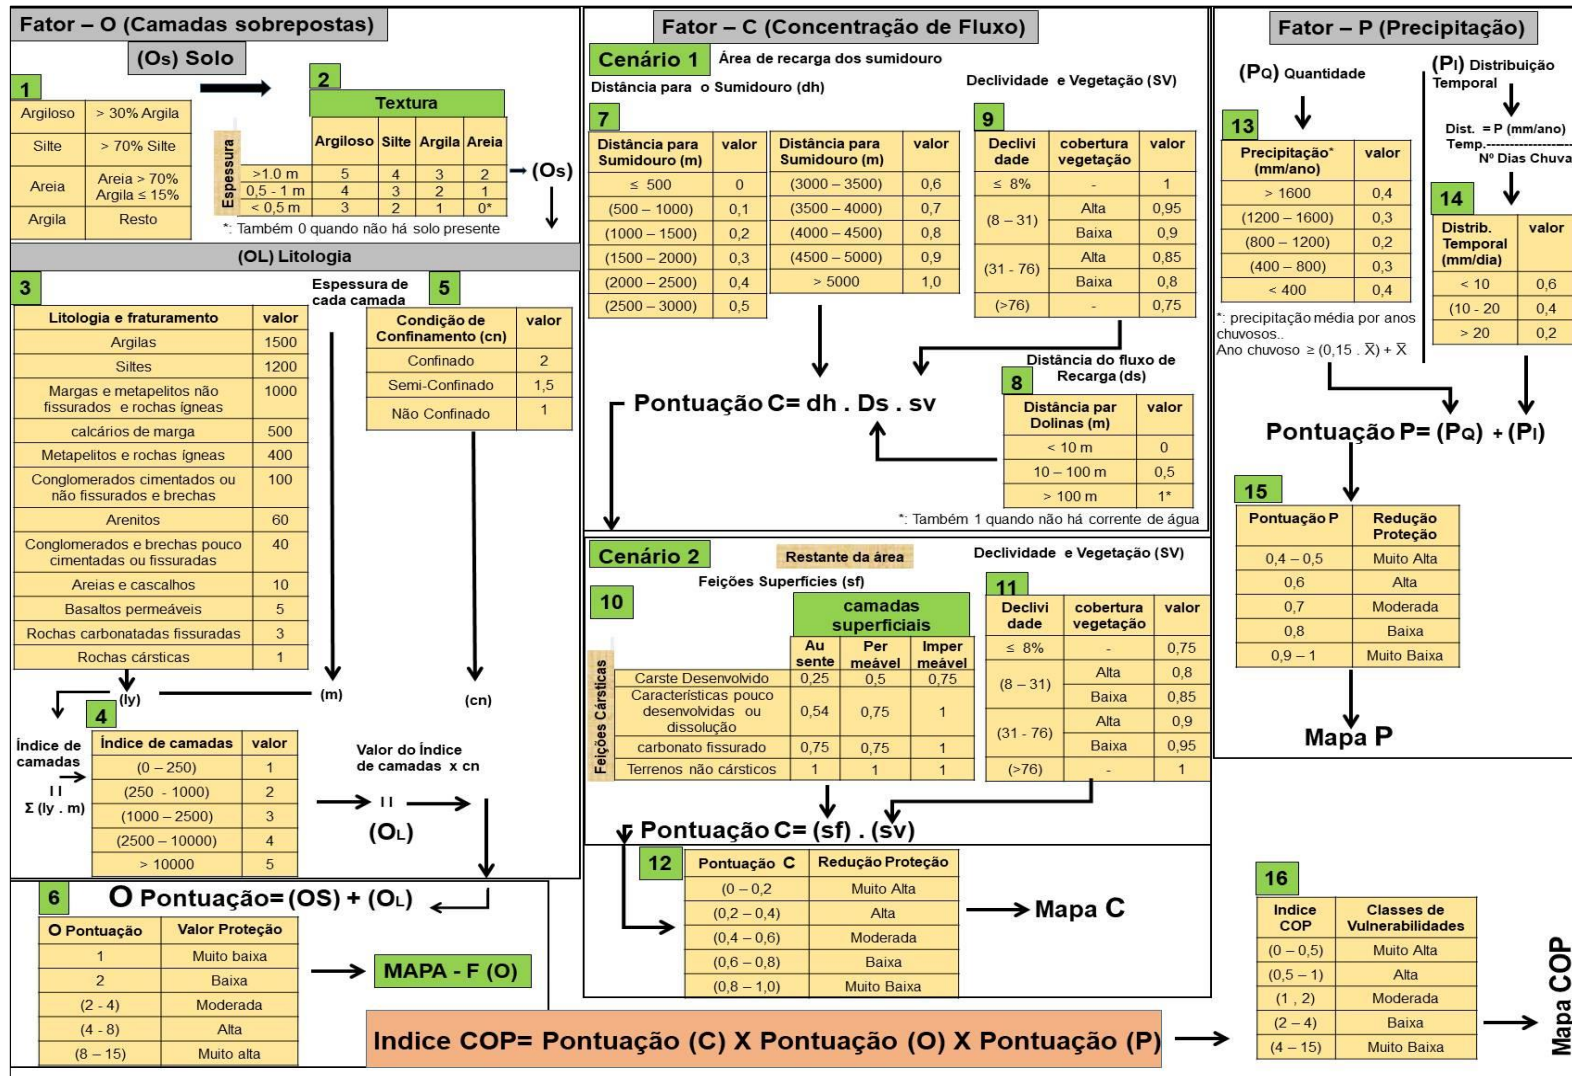 Fator – O (Camadas sobrepostas)
(Os) Solo
1
Argiloso > 30% Argila
Silte > 70% Silte
Areia Areia > 70%
Argila ≤ 15%
Argila Resto
2
Textura
Espessura
Argiloso Silte Argila Areia
>1.0 m 5 4 3 2
0,5 - 1 m 4 3 2 1
< 0,5 m 3 2 1 0*
(Os)
*: Também 0 quando não há solo presente
(OL) Litologia
3
Litologia e fraturamento valor
Argilas 1500
Siltes 1200
Margas e metapelitos não
fissurados e rochas ígneas 1000
calcários de marga 500
Metapelitos e rochas ígneas 400
Conglomerados cimentados ou
não fissurados e brechas 100
Arenitos 60
Conglomerados e brechas pouco
cimentadas ou fissuradas 40
Areias e cascalhos 10
Basaltos permeáveis 5
Rochas carbonatadas fissuradas 3
Rochas cársticas 1
Espessura de
cada camada
5
Condição de
Confinamento (cn) valor
Confinado 2
Semi-Confinado 1,5
Não Confinado 1
(ly)
(m)
(cn)
Índice de
camadas
II
Σ (ly . m)
4
Índice de camadas valor
(0 – 250) 1
(250 - 1000) 2
(1000 – 2500) 3
(2500 – 10000) 4
> 10000 5
Valor do Índice
de camadas x cn
II
(OL)
6
O Pontuação= (OS) + (OL)
O Pontuação Valor Proteção
1 Muito baixa
2 Baixa
(2 - 4) Moderada
(4 - 8) Alta
(8 – 15) Muito alta
MAPA - F (O)
Fator – C (Concentração de Fluxo)
Cenário 1 Área de recarga dos sumidouro
Distância para o Sumidouro (dh)
7
Distância para
Sumidouro (m) valor Distância para
Sumidouro (m) valor
≤ 500 0 (3000 – 3500) 0,6
(500 – 1000) 0,1 (3500 – 4000) 0,7
(1000 – 1500) 0,2 (4000 – 4500) 0,8
(1500 – 2000) 0,3 (4500 – 5000) 0,9
(2000 – 2500) 0,4 > 5000 1,0
(2500 – 3000) 0,5
Declividade e Vegetação (SV)
9
Declivi
dade cobertura
vegetação valor
≤ 8% - 1
(8 – 31) Alta 0,95
Baixa 0,9
(31 - 76) Alta 0,85
Baixa 0,8
(>76) - 0,75
Distância do fluxo de
Recarga (ds)
8
Distância par
Dolinas (m) valor
< 10 m 0
10 – 100 m 0,5
> 100 m 1*
*: Também 1 quando não há corrente de água
Pontuação C= dh . Ds . sv
Cenário 2 Restante da área
Feições Superfícies (sf)
10
camadas
superficiais
Feições Cársticas
Au
sente Per
meável Imper
meável
Carste Desenvolvido 0,25 0,5 0,75
Características pouco
desenvolvidas ou
dissolução 0,54 0,75 1
carbonato fissurado 0,75 0,75 1
Terrenos não cársticos 1 1 1
Declividade e Vegetação (SV)
11
Declivi
dade cobertura
vegetação valor
≤ 8% - 0,75
(8 – 31) Alta 0,8
Baixa 0,85
(31 - 76) Alta 0,9
Baixa 0,95
(>76) - 1
Pontuação C= (sf) . (sv)
12
Pontuação C Redução Proteção
(0 – 0,2 Muito Alta
(0,2 – 0,4) Alta
(0,4 – 0,6) Moderada
(0,6 – 0,8) Baixa
(0,8 – 1,0) Muito Baixa
Mapa C
Fator – P (Precipitação)
(PQ) Quantidade
13
Precipitação*
(mm/ano) valor
> 1600 0,4
(1200 – 1600) 0,3
(800 – 1200) 0,2
(400 – 800) 0,3
< 400 0,4
*: precipitação média por anos
chuvosos..
Ano chuvoso ≥ (0,15 . X̅) + X̅
(PI) Distribuição
Temporal
Dist. = P (mm/ano)
Temp.--------------------
Nº Dias Chuva
14
Distrib.
Temporal
(mm/dia) valor
< 10 0,6
(10 - 20 0,4
> 20 0,2
Pontuação P= (PQ) + (PI)
15
Pontuação P Redução
Proteção
0,4 – 0,5 Muito Alta
0,6 Alta
0,7 Moderada
0,8 Baixa
0,9 – 1 Muito Baixa
Mapa P
Indice COP= Pontuação (C) X Pontuação (O) X Pontuação (P)
16
Indice
COP Classes de
Vulnerabilidades
(0 – 0,5) Muito Alta
(0,5 – 1) Alta
(1 , 2) Moderada
(2 – 4) Baixa
(4 – 15) Muito Baixa
Mapa COP